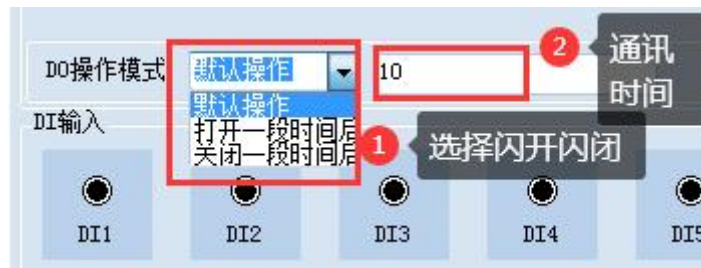 DO操作模式
默认操作
10
2
通讯
时间
默认操作
打开一段时间后
关闭一段时间后
1
选择闪开闪闭
DI输入
DI1
DI2
DI3
DI4
DI5